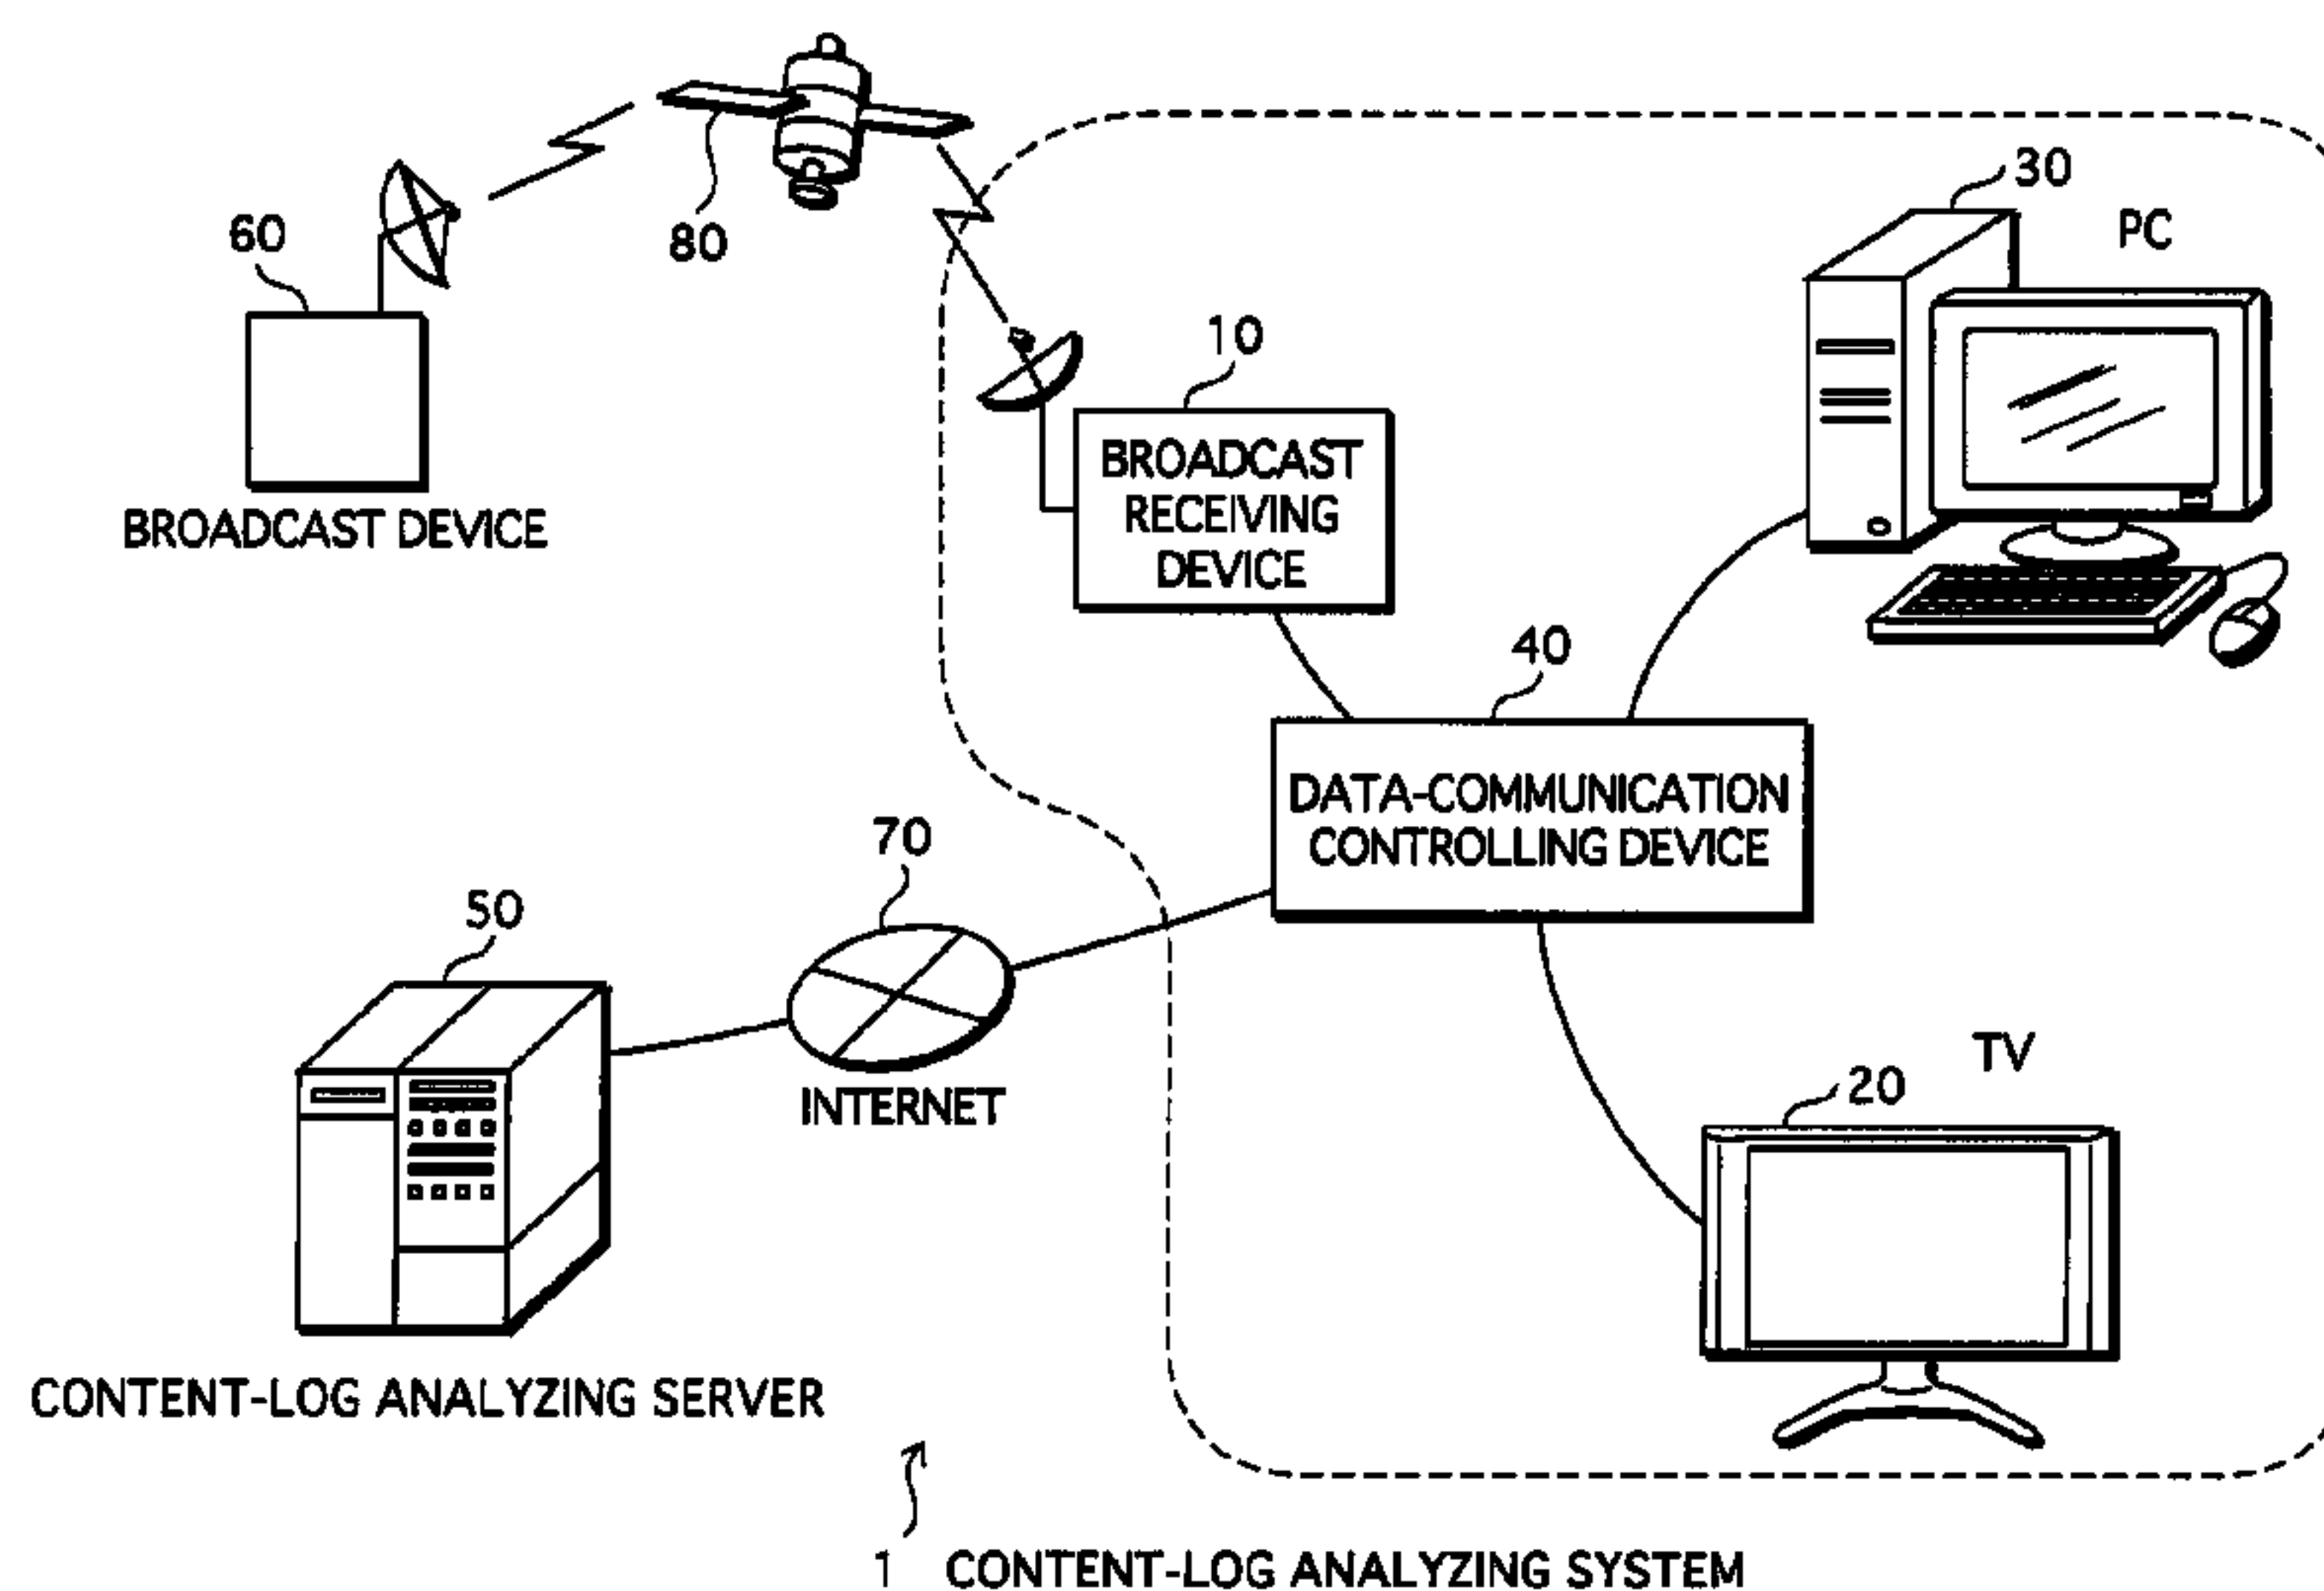 80
60
BROADCAST DEVICE
10
BROADCAST
RECEIVING
DEVICE
30
PC
40
DATA-COMMUNICATION
CONTROLLING DEVICE
70
INTERNET
50
CONTENT-LOG ANALYZING SERVER
TV
20
1 CONTENT-LOG ANALYZING SYSTEM